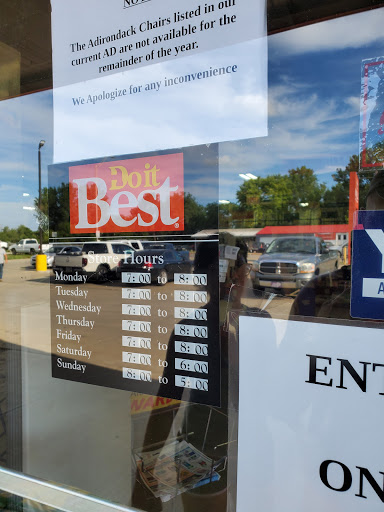 The Adirondack Chairs listed in our
current AD are not available for the
remainder of the year.
We Apologize for any inconvenience
Do it
Best
Store Hours
Monday 7:00 to 8:00
Tuesday 7:00 to 8:00
Wednesday 7:00 to 8:00
Thursday 7:00 to 8:00
Friday 7:00 to 8:00
Saturday 7:00 to 6:00
Sunday 8:00 to 5:00
ENT
ON